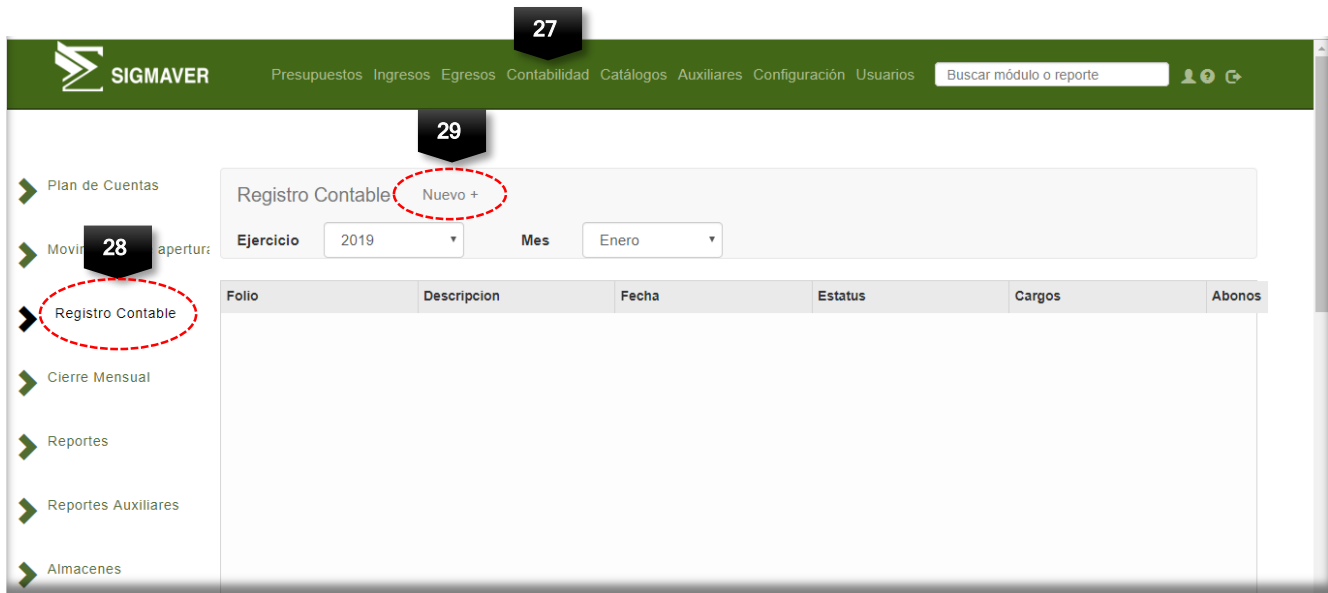 27
SIGMAVER
Presupuestos Ingresos Egresos Contabilidad Catálogos Auxiliares Configuración Usuarios Buscar módulo o reporte
29
Plan de Cuentas
Registro Contable Nuevo +
28
apertura
Ejercicio 2019 Mes Enero
Folio Descripcion Fecha Estatus Cargos Abonos
Registro Contable
Cierre Mensual
Reportes
Reportes Auxiliares
Almacenes